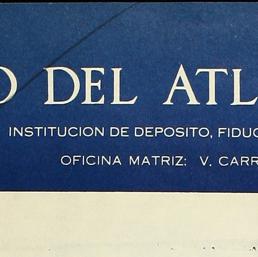 O DEL ATL
INSTITUCION DE DEPOSITO, FIDUC
OFICINA MATRIZ: V. CARR